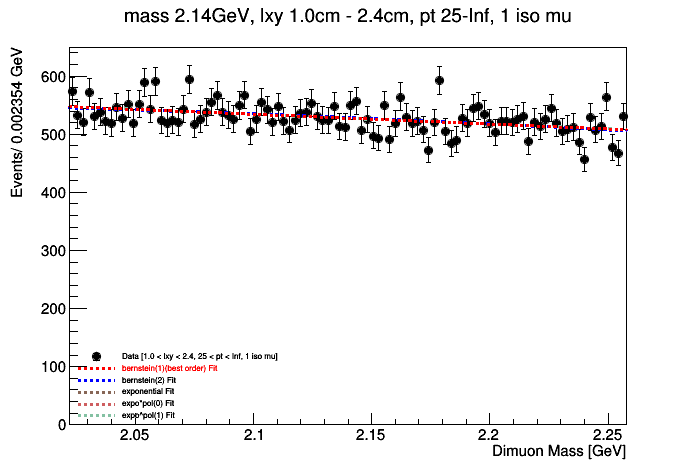 mass 2.14GeV, lxy 1.0cm - 2.4cm, pt 25-Inf, 1 iso mu
Events/ 0.002354 GeV
600
500
400
300
200
100
0
Data [1.0 < lxy < 2.4, 25 < pt < Inf, 1 iso mu]
bernstein(1)(best order) Fit
bernstein(2) Fit
exponential Fit
expo*pol(0) Fit
expp^pol(1) Fit
2.05
2.1
2.15
2.2
2.25
Dimuon Mass [GeV]